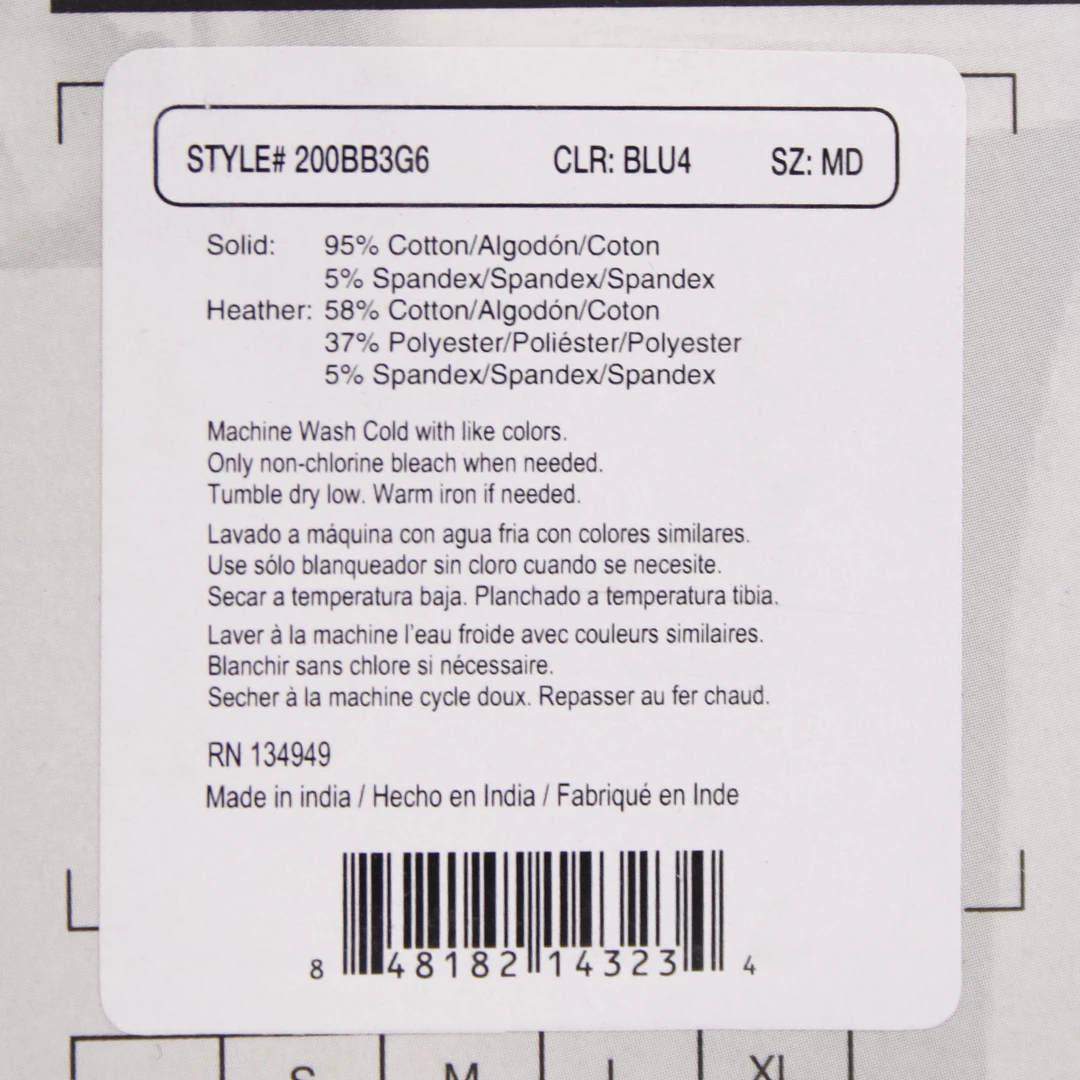 STYLE# 200BB3G6 CLR: BLU4 SZ: MD
Solid: 95% Cotton/Algodón/Coton
5% Spandex/Spandex/Spandex
Heather: 58% Cotton/Algodón/Coton
37% Polyester/Poliéster/Polyester
5% Spandex/Spandex/Spandex
Machine Wash Cold with like colors.
Only non-chlorine bleach when needed.
Tumble dry low. Warm iron if needed.
Lavado a máquina con agua fria con colores similares.
Use sólo blanqueador sin cloro cuando se necesite.
Secar a temperatura baja. Planchado a temperatura tibia.
Laver à la machine l'eau froide avec couleurs similaires.
Blanchir sans chlore si nécessaire.
Secher à la machine cycle doux. Repasser au fer chaud.
RN 134949
Made in india / Hecho en India / Fabriqué en Inde
8 48182 14323 4
S M L XL